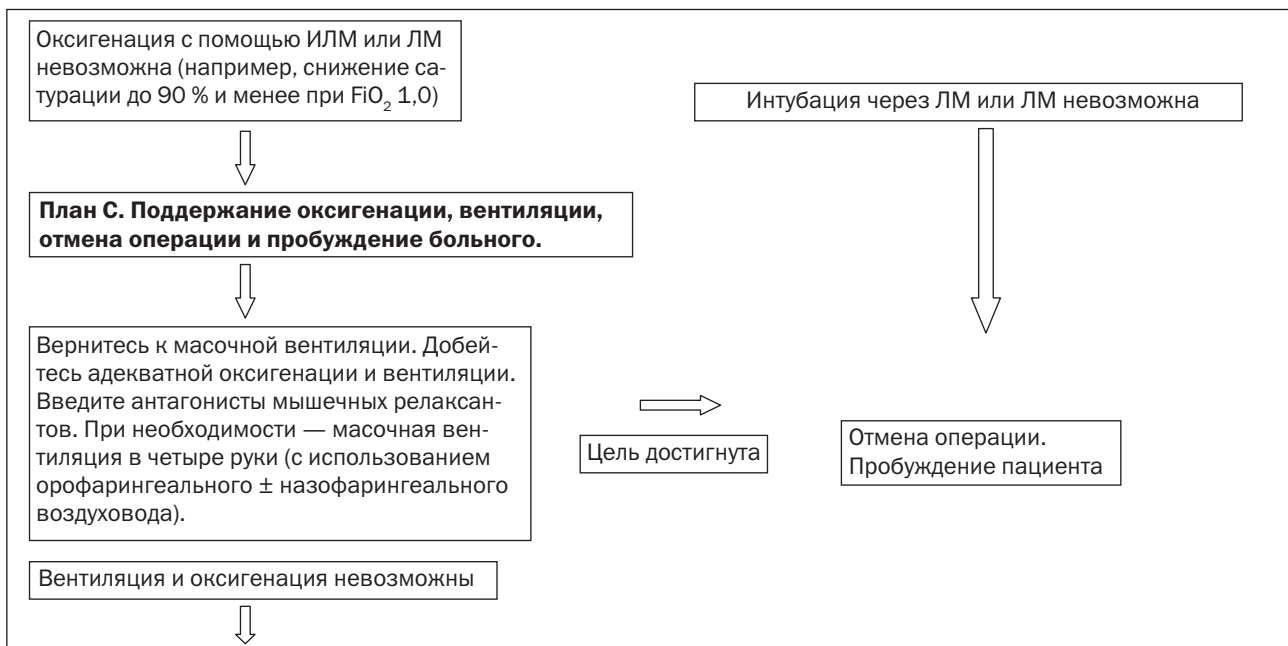 Оксигенация с помощью ИЛМ или ЛМ
невозможна (например, снижение са-
турации до 90 % и менее при FiO₂ 1,0)
Интубация через ЛМ или ЛМ невозможна
План С. Поддержание оксигенации, вентиляции,
отмена операции и пробуждение больного.
Вернитесь к масочной вентиляции. Добей-
тесь адекватной оксигенации и вентиляции.
Введите антагонисты мышечных релаксан-
тов. При необходимости — масочная вен-
тиляция в четыре руки (с использованием
орофарингеального ± назофарингеального
воздуховода).
Цель достигнута
Отмена операции.
Пробуждение пациента
Вентиляция и оксигенация невозможны